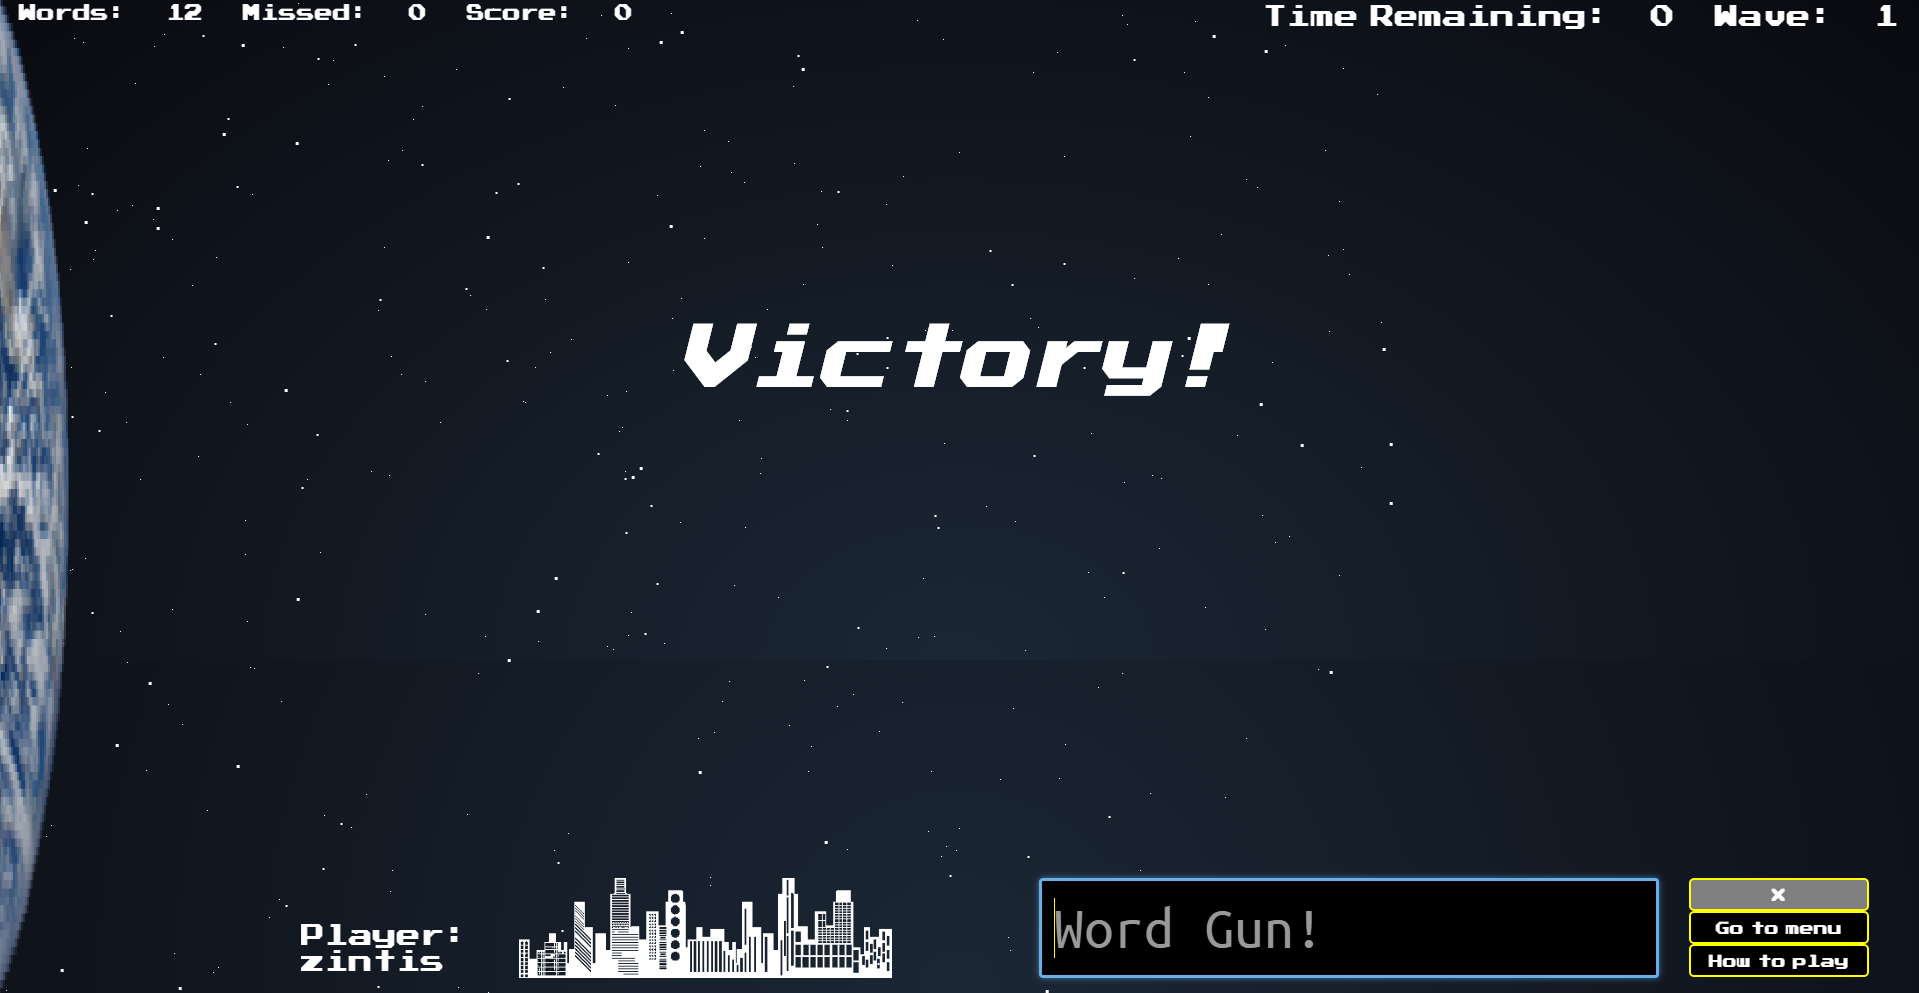 Words: 12 Missed: 0 Score: 0
Time Remaining: 0 Wave: 1
Victory!
Player:
zintis
Word Gun!
x
Go to menu
How to play